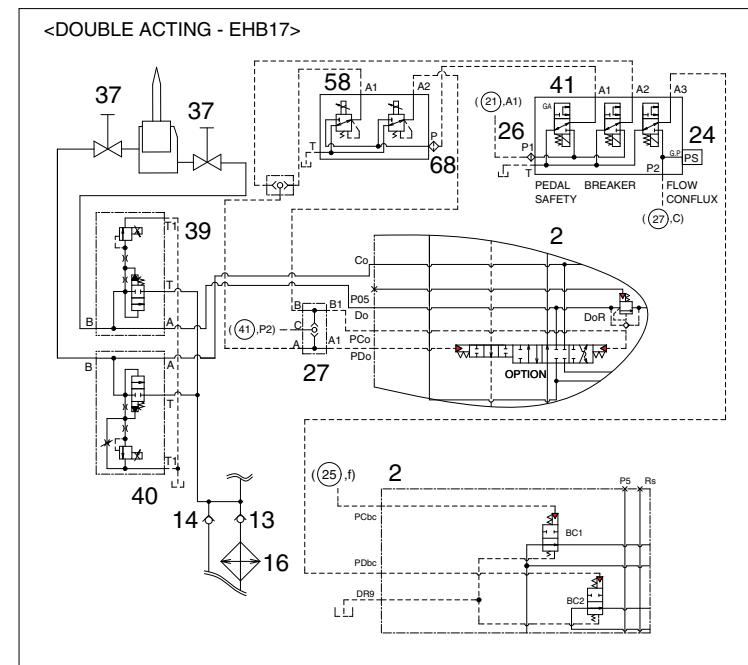 <DOUBLE ACTING - EHB17>
37
37
58
A1
A2
P
T
68
41
A1
A2
A3
(21,A1)
26
GA
24
P1
G.P
PS
T
P2
PEDAL SAFETY
BREAKER
FLOW CONFLUX
(27,C)
39
T1
T
B
A
B
A
T
T1
40
14
13
16
(41,P2)
B
B1
C
A
A1
27
2
Co
P05
Do
PCo
PDo
DoR
OPTION
(25,f)
2
P5
Rs
PCbc
BC1
PDbc
DR9
BC2